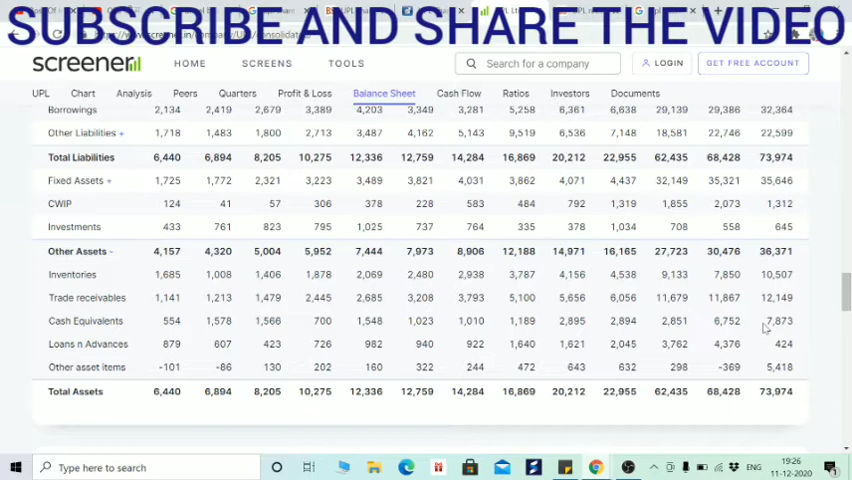 SUBSCRIBE AND SHARE THE VIDEO
screener HOME SCREENS TOOLS Search for a company LOGIN GET FREE ACCOUNT
UPL Chart Analysis Peers Quarters Profit & Loss Balance Sheet Cash Flow Ratios Investors Documents
Borrowings 2,134 2,419 2,679 3,389 4,203 3,349 3,281 5,258 6,361 6,638 29,139 29,386 32,364
Other Liabilities + 1,718 1,483 1,800 2,713 3,487 4,162 5,143 9,519 6,536 7,148 18,581 22,746 22,599
Total Liabilities 6,440 6,894 8,205 10,275 12,336 12,759 14,284 16,869 20,212 22,955 62,435 68,428 73,974
Fixed Assets + 1,725 1,772 2,321 3,223 3,489 3,821 4,031 3,862 4,071 4,437 32,149 35,321 35,646
CWIP 124 41 57 306 378 228 583 484 792 1,319 1,855 2,073 1,312
Investments 433 761 823 795 1,025 737 764 335 378 1,034 708 558 645
Other Assets - 4,157 4,320 5,004 5,952 7,444 7,973 8,906 12,188 14,971 16,165 27,723 30,476 36,371
Inventories 1,685 1,008 1,406 1,878 2,069 2,480 2,938 3,787 4,156 4,538 9,133 7,850 10,507
Trade receivables 1,141 1,213 1,479 2,445 2,685 3,208 3,793 5,100 5,656 6,056 11,679 11,867 12,149
Cash Equivalents 554 1,578 1,566 700 1,548 1,023 1,010 1,189 2,895 2,894 2,851 6,752 7,873
Loans n Advances 879 607 423 726 982 940 922 1,640 1,621 2,045 3,762 4,376 424
Other asset items -101 -86 130 202 160 322 244 472 643 632 298 -369 5,418
Total Assets 6,440 6,894 8,205 10,275 12,336 12,759 14,284 16,869 20,212 22,955 62,435 68,428 73,974
Type here to search ENG 19:26
11-12-2020